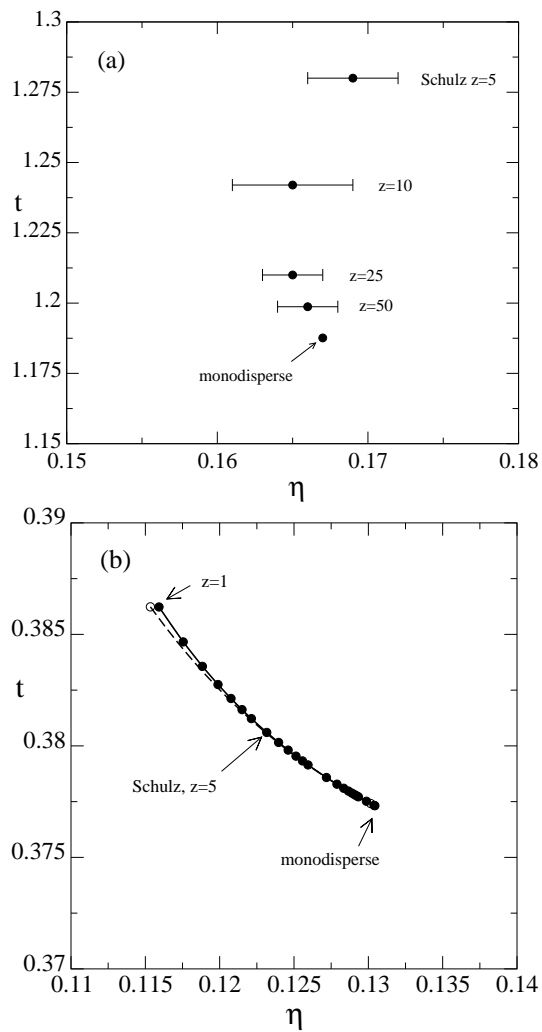 1.3
(a)
1.275
Schulz z=5
1.25
z=10
t
1.225
z=25
1.2
z=50
monodisperse
1.175
1.15
0.15
0.16
0.17
0.18
η
0.39
(b)
z=1
0.385
t
0.38
Schulz, z=5
0.375
monodisperse
0.37
0.11
0.115
0.12
0.125
0.13
0.135
0.14
η